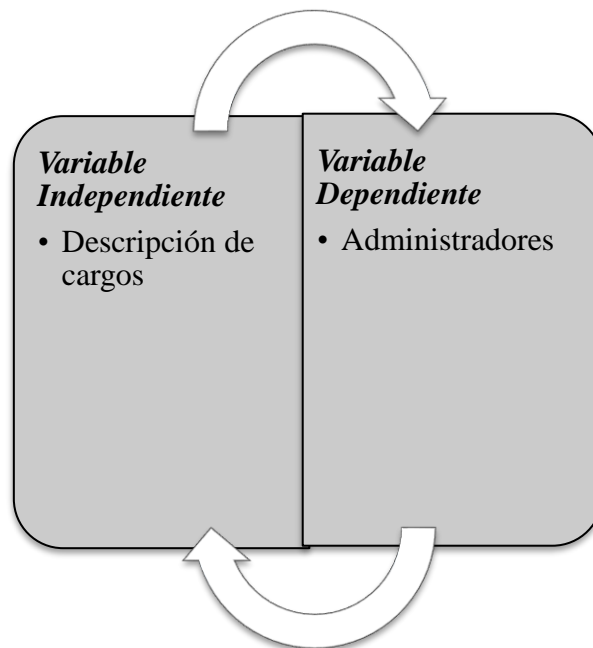 Variable
Independiente
• Descripción de
cargos
Variable
Dependiente
• Administradores